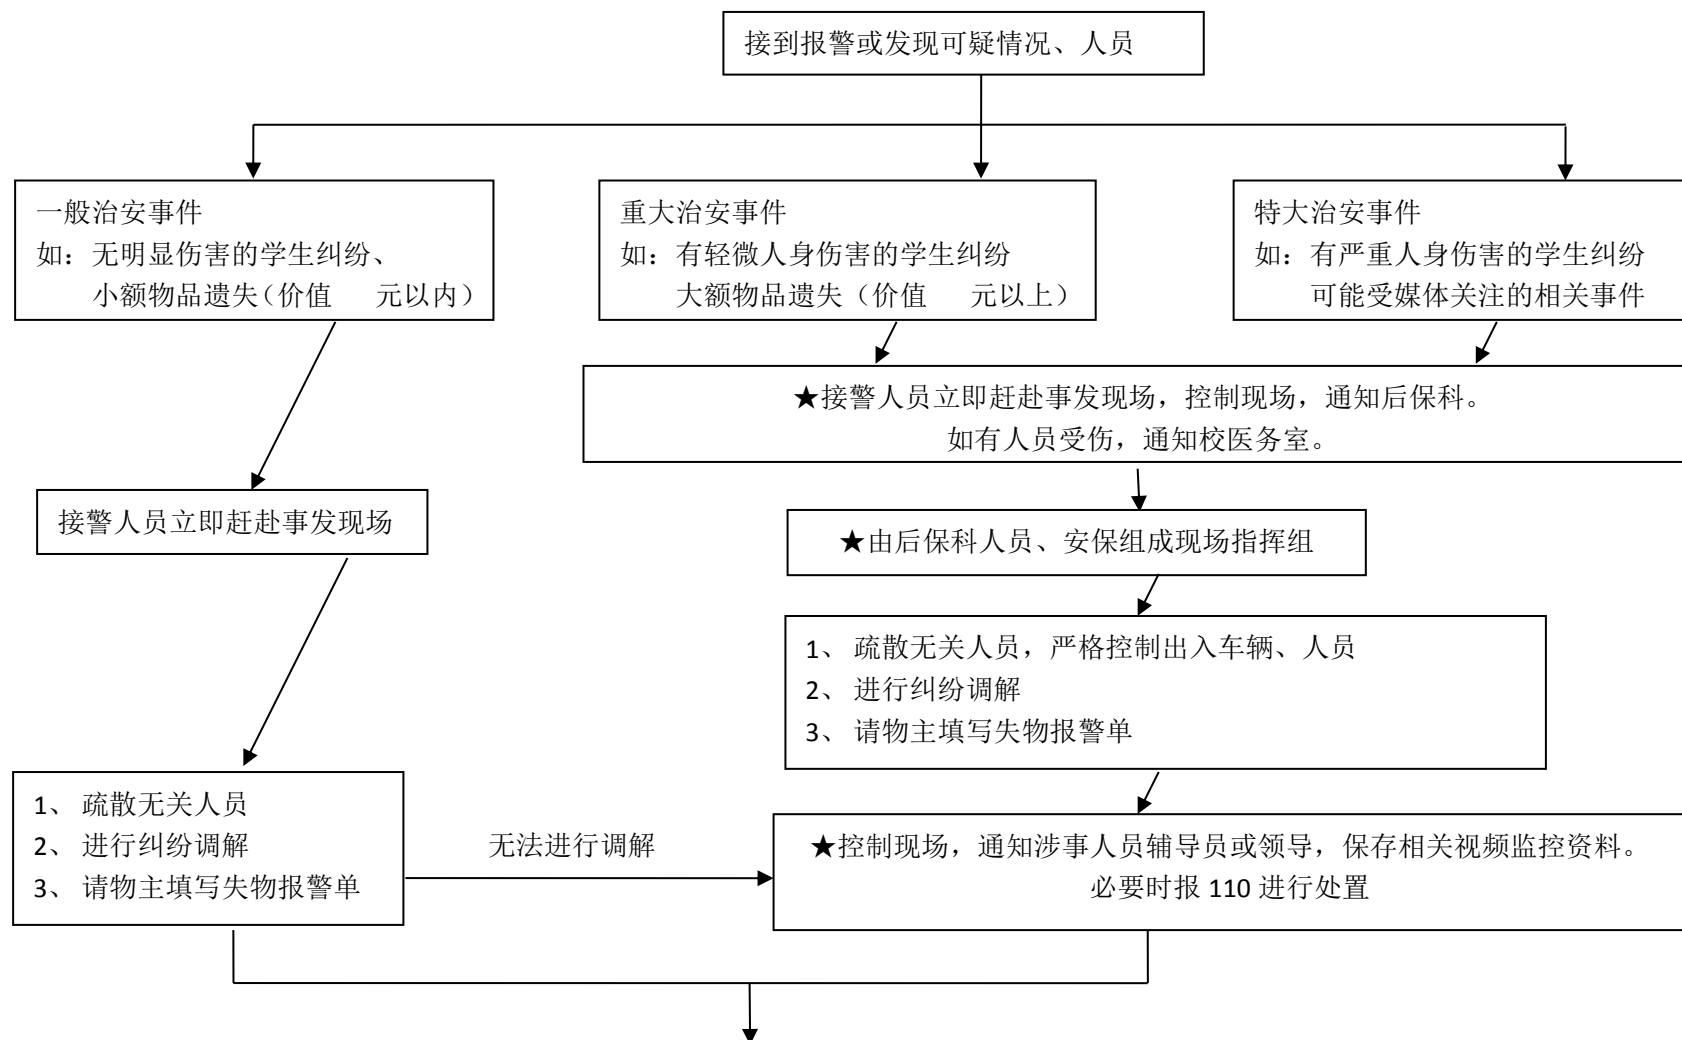 接到报警或发现可疑情况、人员
一般治安事件
如：无明显伤害的学生纠纷、
小额物品遗失（价值　　元以内）
重大治安事件
如：有轻微人身伤害的学生纠纷
大额物品遗失（价值　　元以上）
特大治安事件
如：有严重人身伤害的学生纠纷
可能受媒体关注的相关事件
★接警人员立即赶赴事发现场，控制现场，通知后保科。
如有人员受伤，通知校医务室。
接警人员立即赶赴事发现场
★由后保科人员、安保组成现场指挥组
1、 疏散无关人员，严格控制出入车辆、人员
2、 进行纠纷调解
3、 请物主填写失物报警单
1、 疏散无关人员
2、 进行纠纷调解
3、 请物主填写失物报警单
无法进行调解
★控制现场，通知涉事人员辅导员或领导，保存相关视频监控资料。
必要时报 110 进行处置